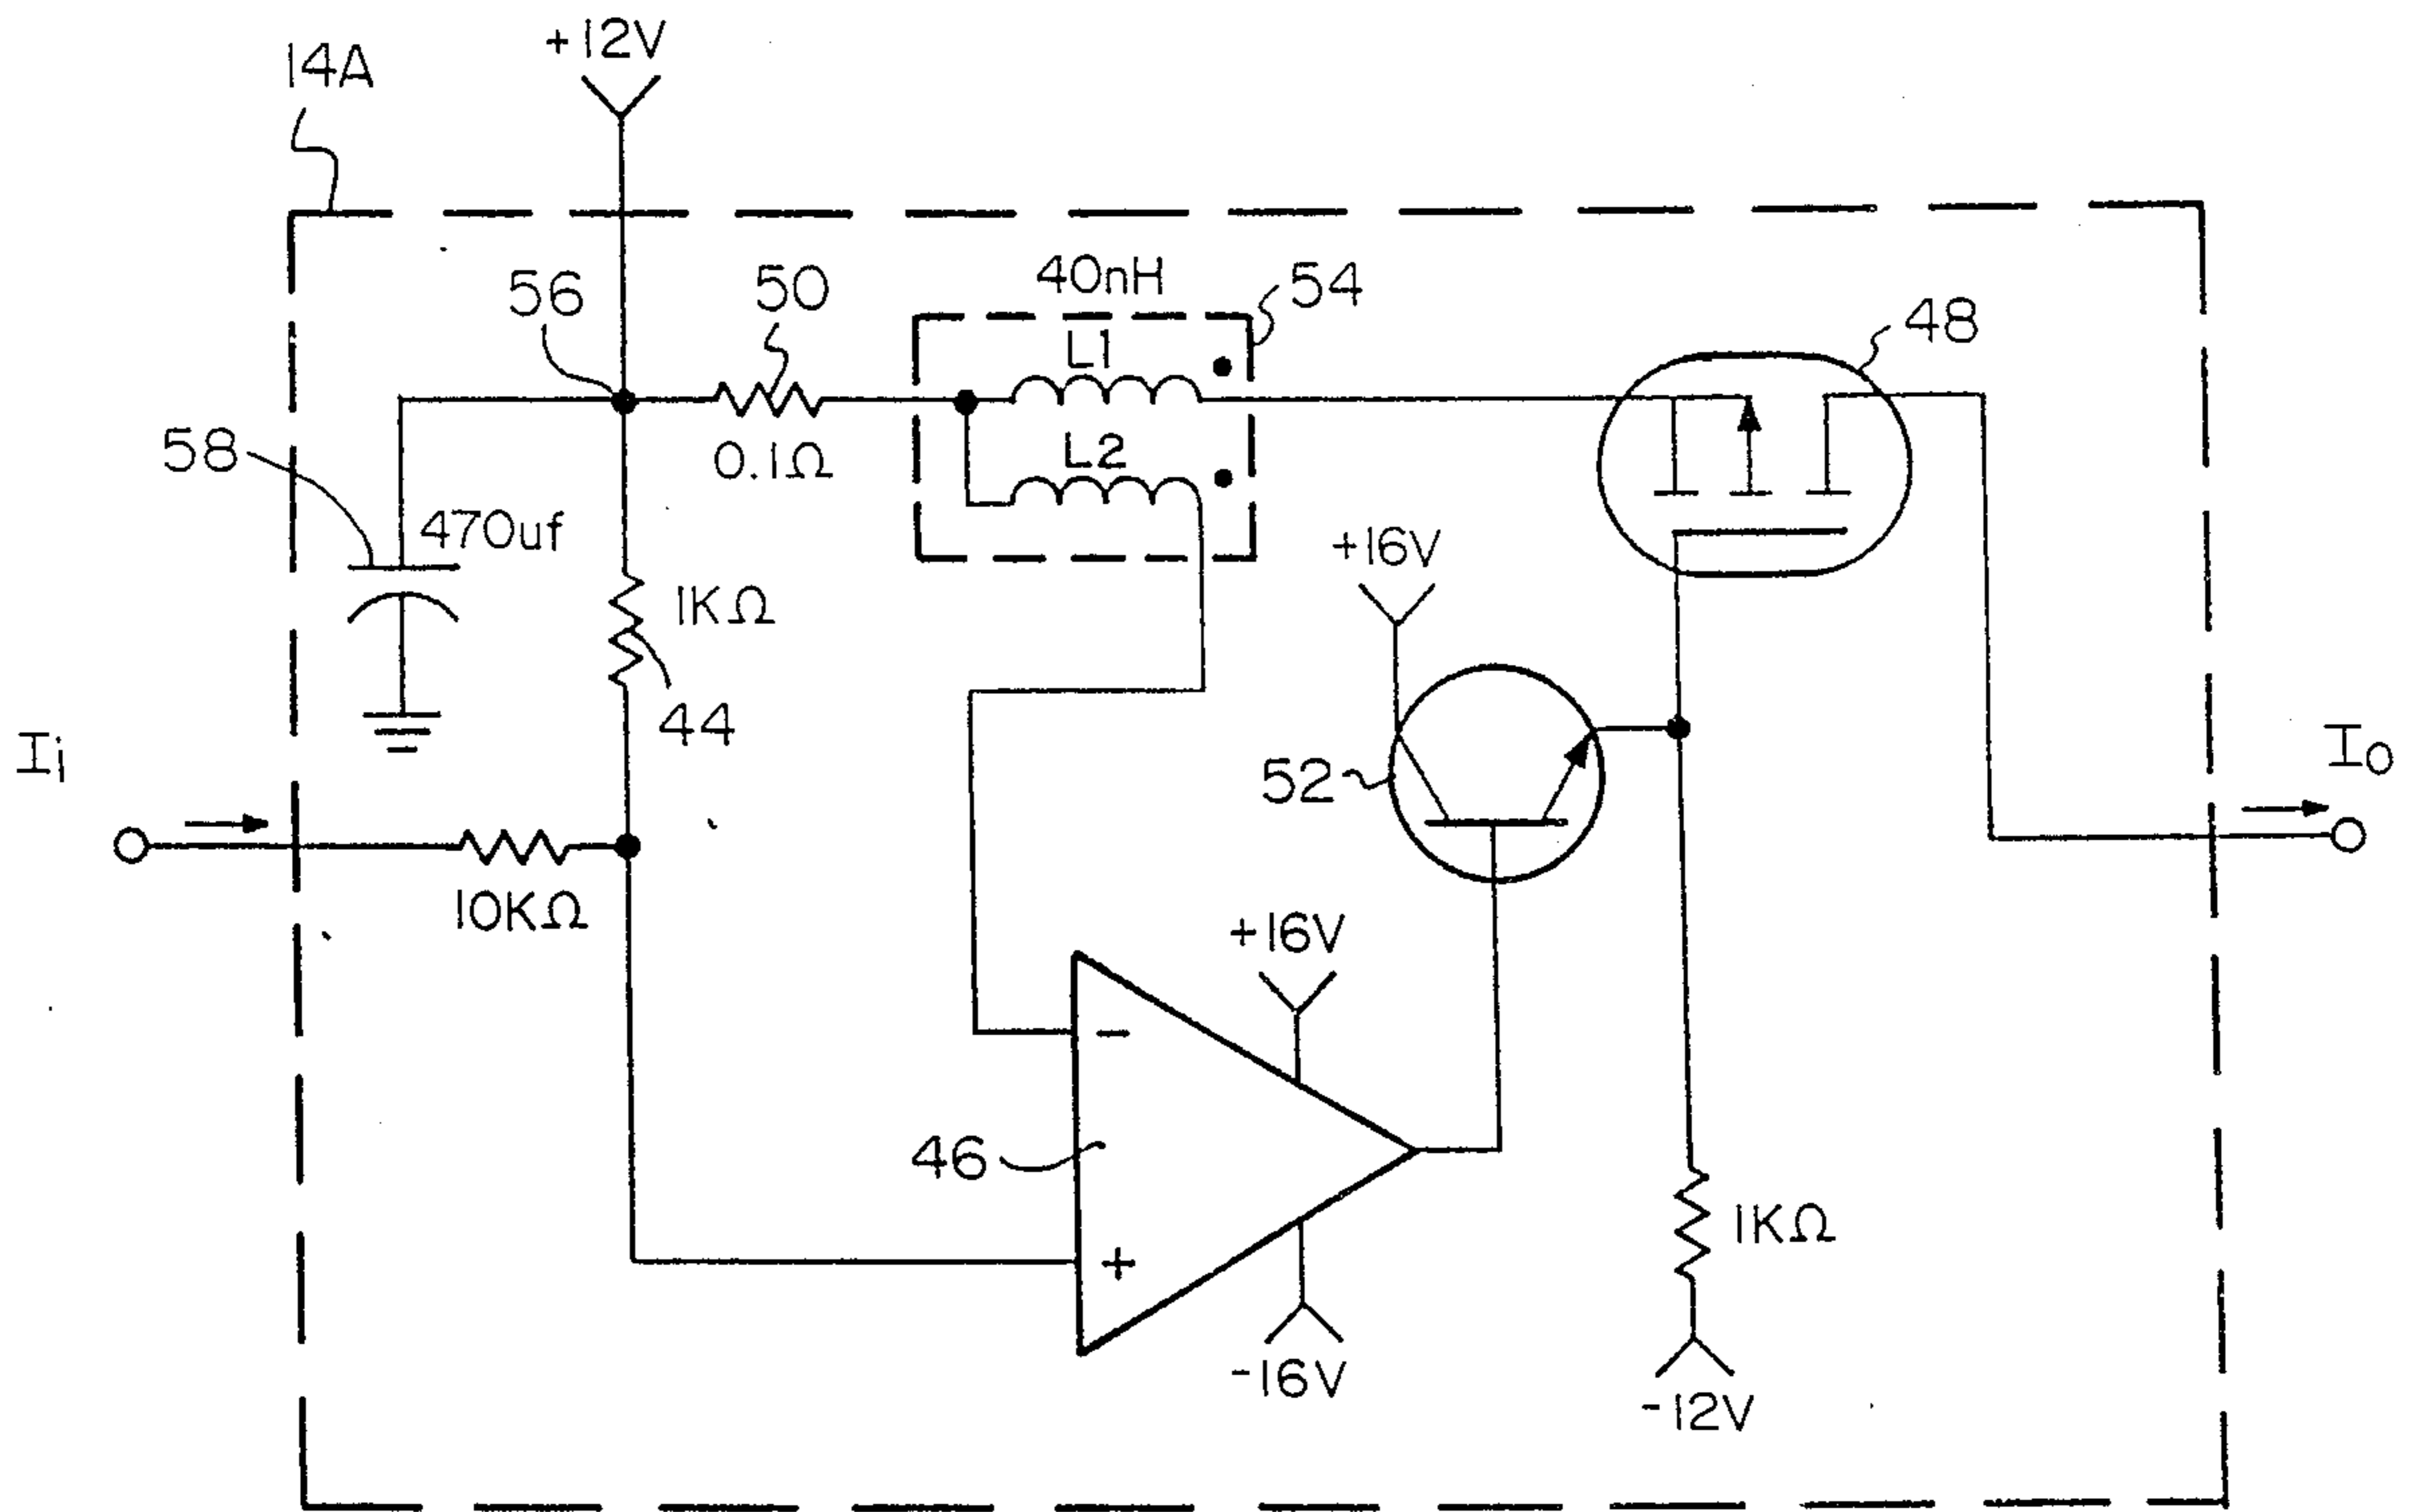 14A
+12V
56
50
40nH
54
L1
48
58
0.1Ω
L2
470uf
+16V
1KΩ
44
Ii
52
Io
10KΩ
+16V
-
46
+
1KΩ
-16V
-12V